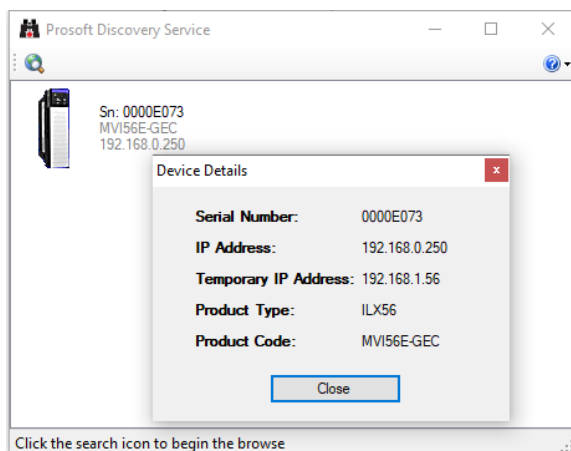 Prosoft Discovery Service
Sn: 0000E073
MVI56E-GEC
192.168.0.250
Device Details
x
Serial Number: 0000E073
IP Address: 192.168.0.250
Temporary IP Address: 192.168.1.56
Product Type: ILX56
Product Code: MVI56E-GEC
Close
Click the search icon to begin the browse